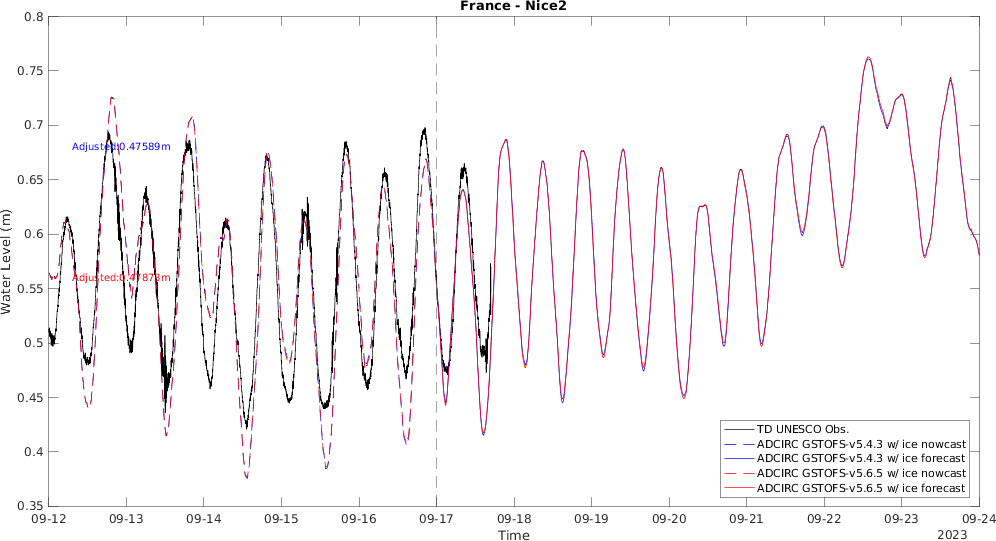 France - Nice2
0.8
0.75
0.7
0.65
0.6
0.55
0.5
0.45
0.4
0.35
Water Level (m)
Adjusted:0.47589m
Adjusted:0.47873m
TD UNESCO Obs.
ADCIRC GSTOFS-v5.4.3 w/ ice nowcast
ADCIRC GSTOFS-v5.4.3 w/ ice forecast
ADCIRC GSTOFS-v5.6.5 w/ ice nowcast
ADCIRC GSTOFS-v5.6.5 w/ ice forecast
09-12 09-13 09-14 09-15 09-16 09-17 09-18 09-19 09-20 09-21 09-22 09-23 09-24
Time
2023